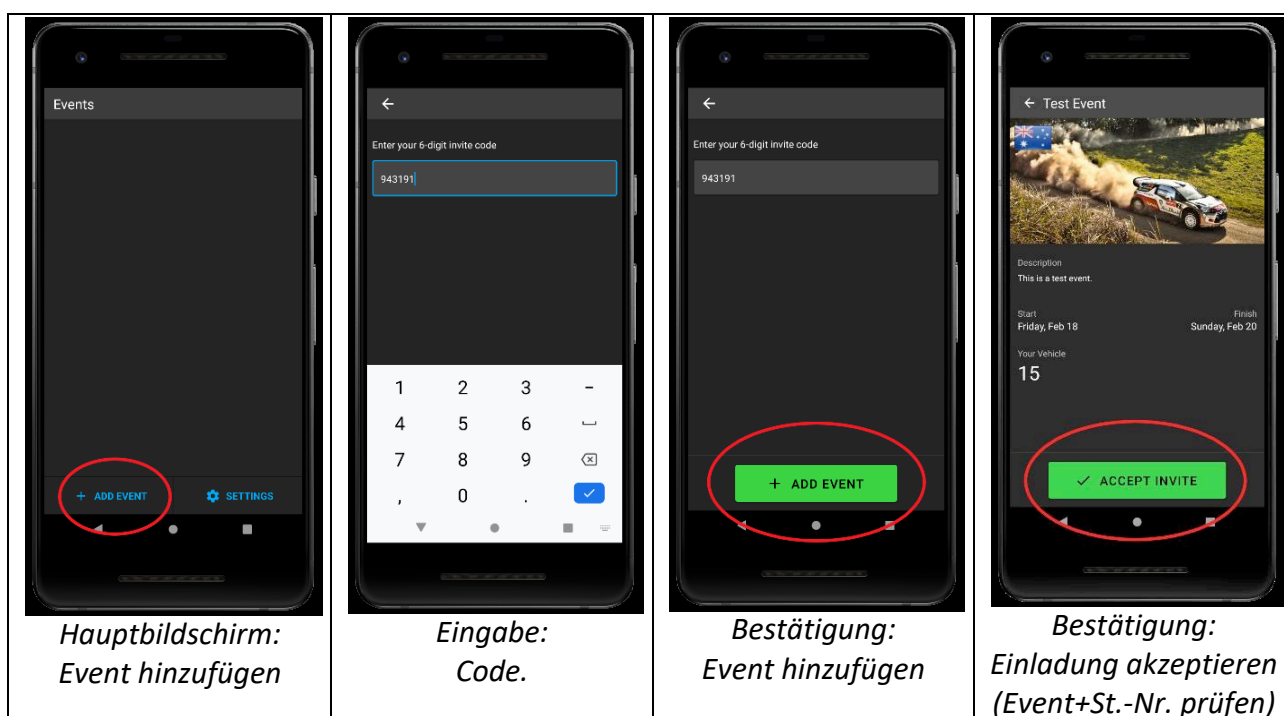 Events
+ ADD EVENT
SETTINGS
Hauptbildschirm:
Event hinzufügen
Enter your 6-digit invite code
943191
1 2 3 -
4 5 6
7 8 9
, 0 .
Eingabe:
Code.
Enter your 6-digit invite code
943191
+ ADD EVENT
Bestätigung:
Event hinzufügen
Test Event
Description
This is a test event.
Start Finish
Friday, Feb 18 Sunday, Feb 20
Your Vehicle
15
ACCEPT INVITE
Bestätigung:
Einladung akzeptieren
(Event+St.-Nr. prüfen)